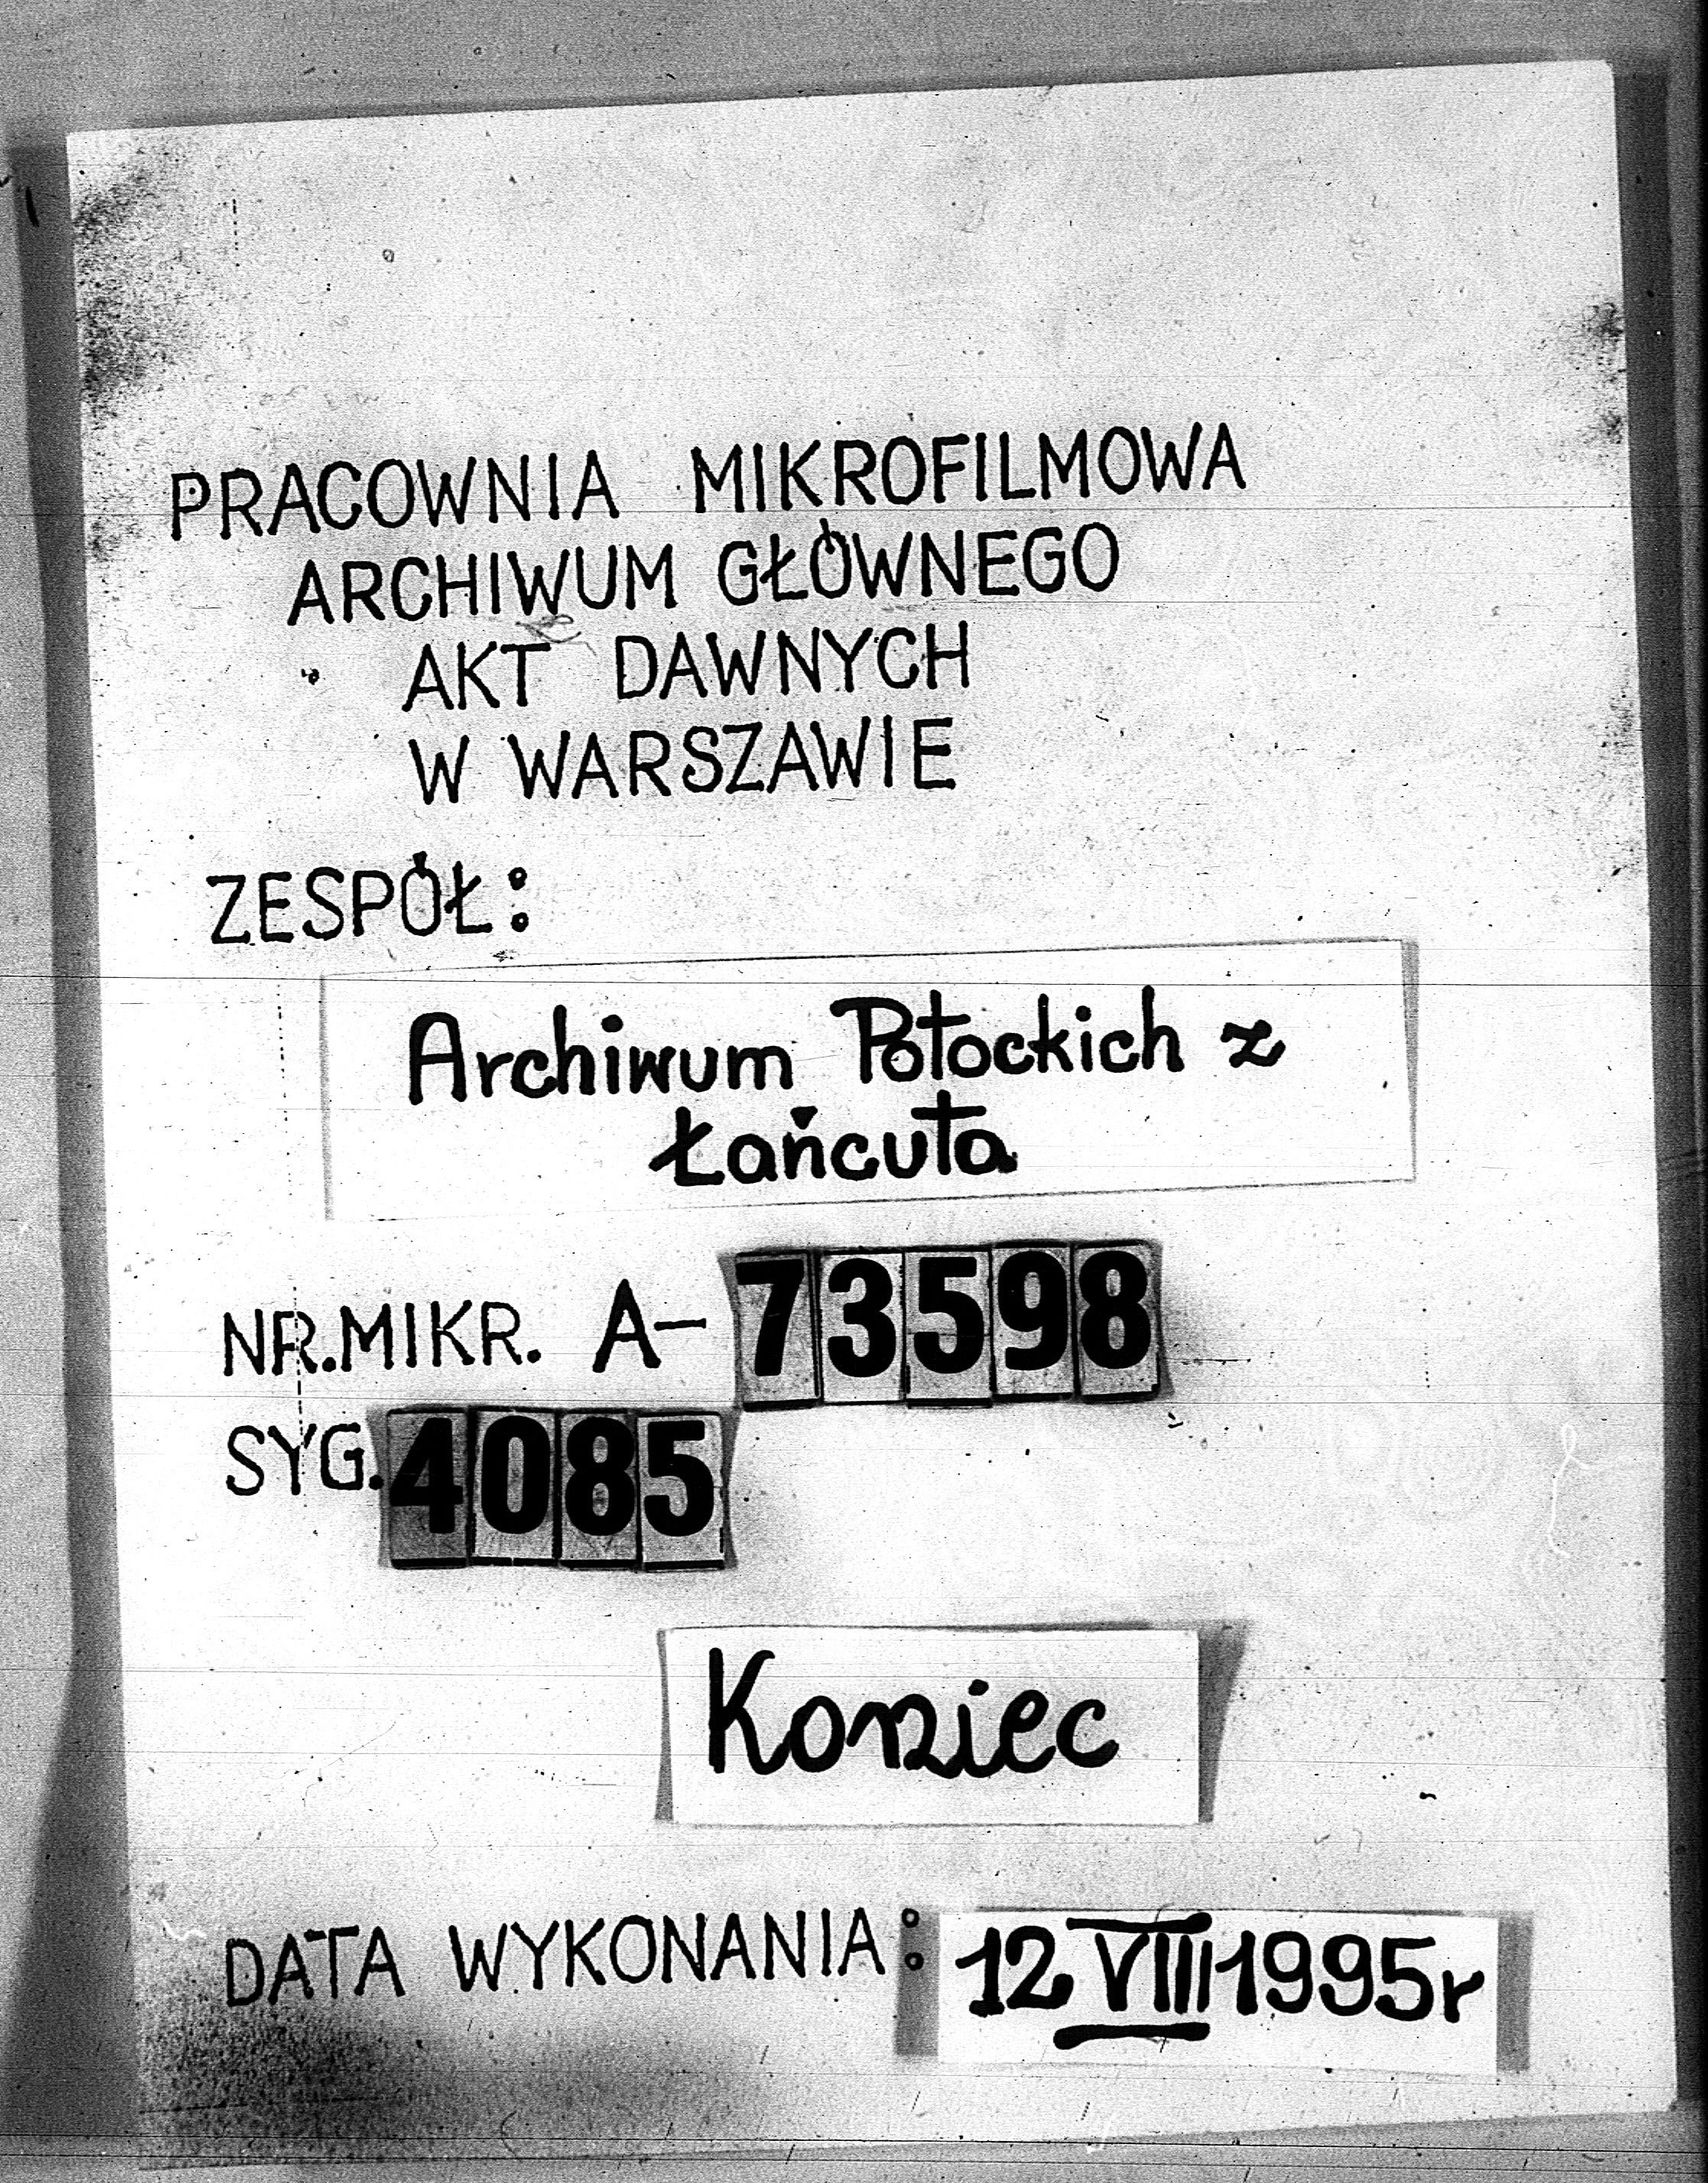 PRACOWNIA MIKROFILMOWA
ARCHIWUM GŁÓWNEGO
AKT DAWNYCH
W WARSZAWIE
ZESPÓŁ:
Archiwum Potockich z
Łańcuta
NR.MIKR. A-73598
SYG.4085
Koniec
DATA WYKONANIA: 12 VIII 1995r